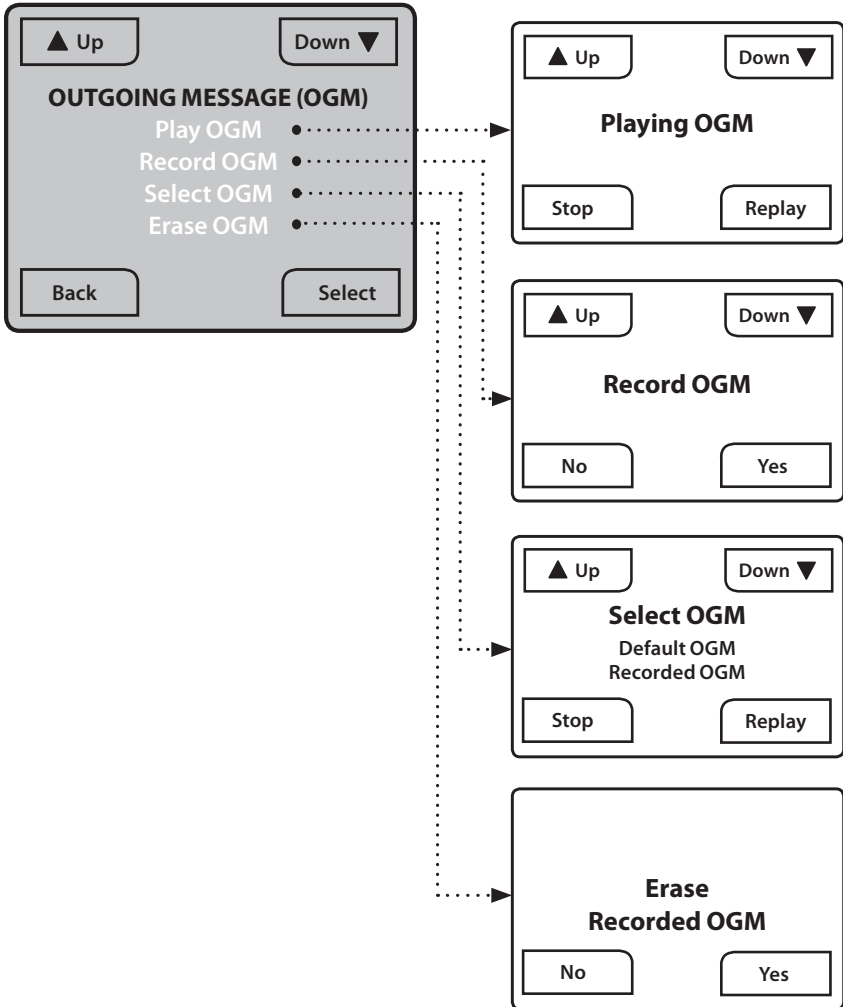 ▲ Up
Down ▼
OUTGOING MESSAGE (OGM)
Play OGM
Record OGM
Select OGM
Erase OGM
Back
Select
▲ Up
Down ▼
Playing OGM
Stop
Replay
▲ Up
Down ▼
Record OGM
No
Yes
▲ Up
Down ▼
Select OGM
Default OGM
Recorded OGM
Stop
Replay
Erase
Recorded OGM
No
Yes